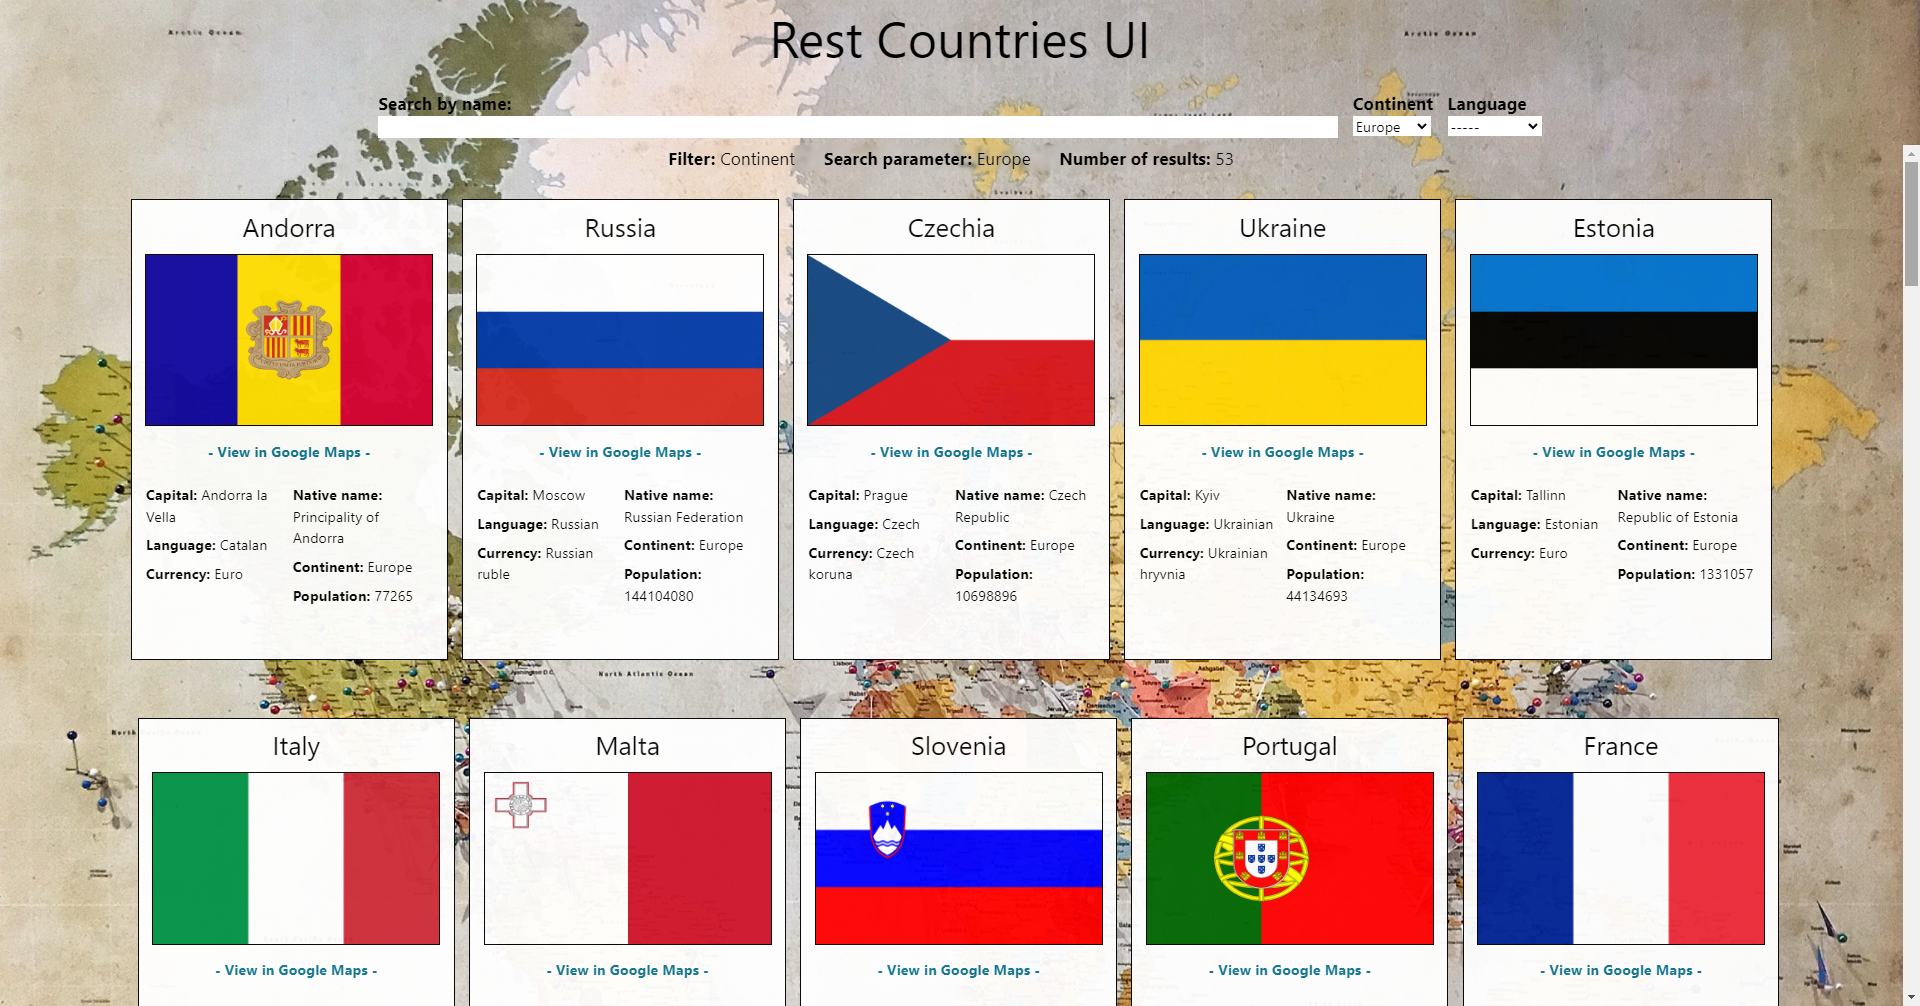 Rest Countries UI
Arctic Ocean
Arctic Ocean
Search by name:
Continent
Language
Europe
-----
Filter: Continent
Search parameter: Europe
Number of results: 53
Andorra
- View in Google Maps -
Capital: Andorra la
Vella
Language: Catalan
Currency: Euro
Native name:
Principality of
Andorra
Continent: Europe
Population: 77265
Russia
- View in Google Maps -
Capital: Moscow
Language: Russian
Currency: Russian
ruble
Native name:
Russian Federation
Continent: Europe
Population:
144104080
Czechia
- View in Google Maps -
Capital: Prague
Language: Czech
Currency: Czech
koruna
Native name: Czech
Republic
Continent: Europe
Population:
10698896
Ukraine
- View in Google Maps -
Capital: Kyiv
Language: Ukrainian
Currency: Ukrainian
hryvnia
Native name:
Ukraine
Continent: Europe
Population:
44134693
Estonia
- View in Google Maps -
Capital: Tallinn
Language: Estonian
Currency: Euro
Native name:
Republic of Estonia
Continent: Europe
Population: 1331057
North Atlantic Ocean
Italy
- View in Google Maps -
Malta
- View in Google Maps -
Slovenia
- View in Google Maps -
Portugal
- View in Google Maps -
France
- View in Google Maps -